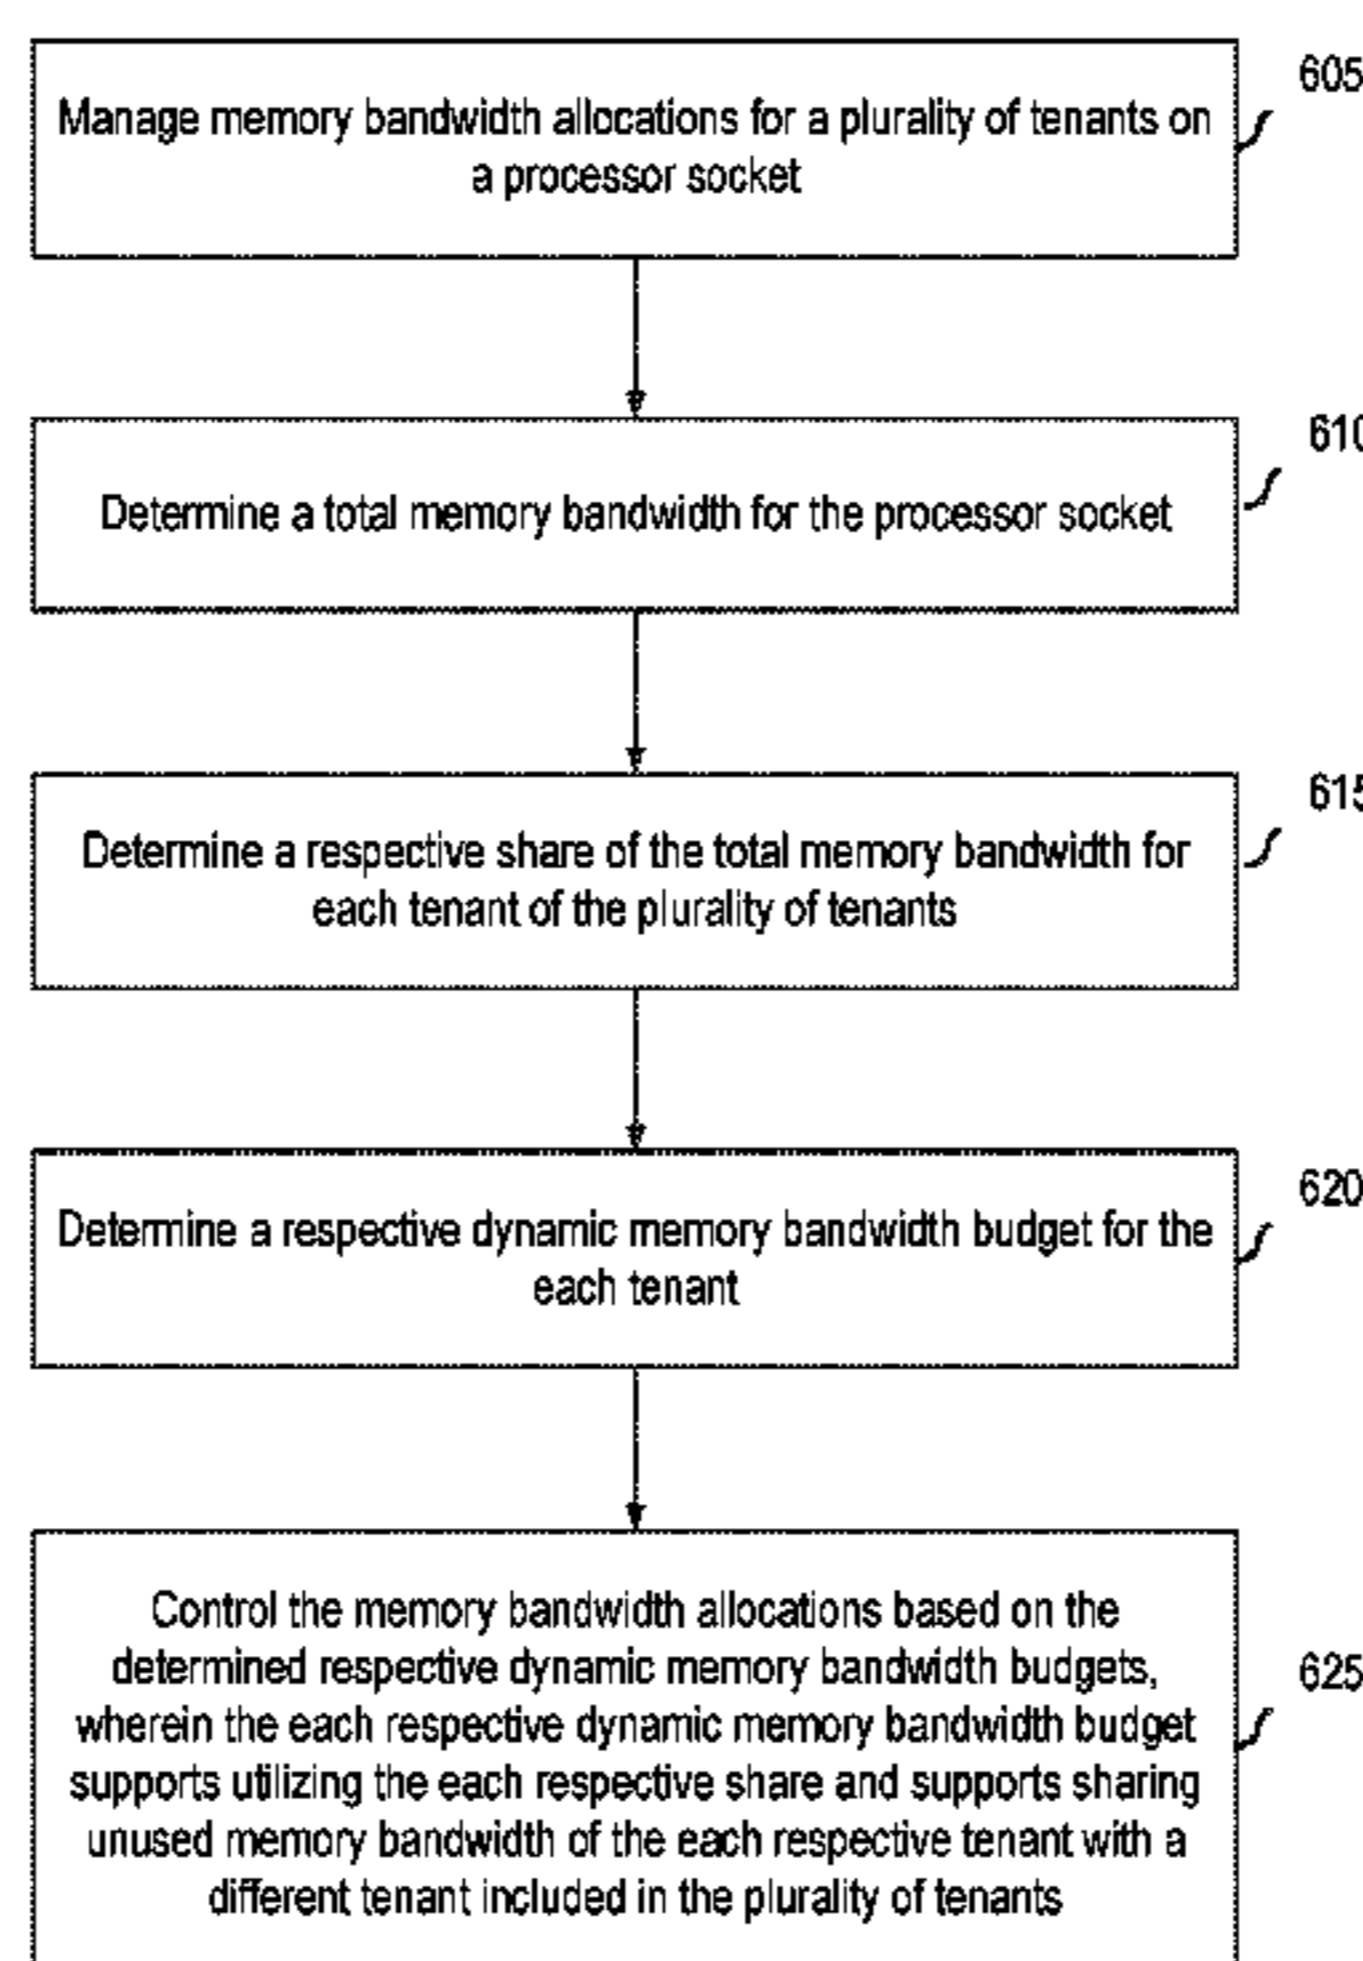 605
Manage memory bandwidth allocations for a plurality of tenants on
a processor socket
610
Determine a total memory bandwidth for the processor socket
615
Determine a respective share of the total memory bandwidth for
each tenant of the plurality of tenants
620
Determine a respective dynamic memory bandwidth budget for the
each tenant
Control the memory bandwidth allocations based on the
determined respective dynamic memory bandwidth budgets,
625
wherein the each respective dynamic memory bandwidth budget
supports utilizing the each respective share and supports sharing
unused memory bandwidth of the each respective tenant with a
different tenant included in the plurality of tenants